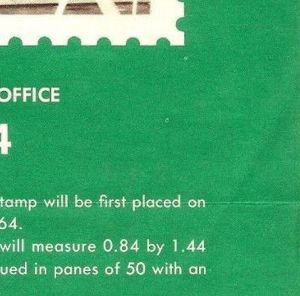 OFFICE
4
tamp will be first placed on
64.
will measure 0.84 by 1.44
ued in panes of 50 with an